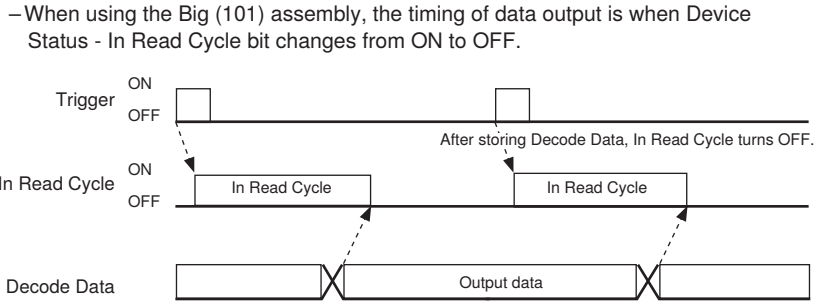 –When using the Big (101) assembly, the timing of data output is when Device
Status - In Read Cycle bit changes from ON to OFF.
Trigger
ON
OFF
After storing Decode Data, In Read Cycle turns OFF.
In Read Cycle
ON
OFF
In Read Cycle
In Read Cycle
Decode Data
Output data